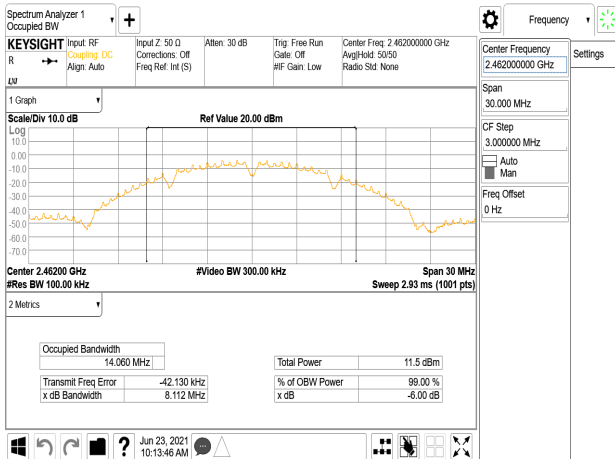 Spectrum Analyzer 1
Occupied BW
+
Frequency
KEYSIGHT
R
LXI
Input: RF
Coupling: DC
Align: Auto
Input Z: 50 Ω
Corrections: Off
Freq Ref: Int (S)
Atten: 30 dB
Trig: Free Run
Gate: Off
#IF Gain: Low
Center Freq: 2.462000000 GHz
Avg|Hold: 50/50
Radio Std: None
Center Frequency
2.462000000 GHz
Settings
Span
30.000 MHz
CF Step
3.000000 MHz
Auto
Man
Freq Offset
0 Hz
1 Graph
Scale/Div 10.0 dB
Ref Value 20.00 dBm
Log
10.0
0.00
-10.0
-20.0
-30.0
-40.0
-50.0
-60.0
-70.0
Center 2.46200 GHz
#Video BW 300.00 kHz
Span 30 MHz
#Res BW 100.00 kHz
Sweep 2.93 ms (1001 pts)
2 Metrics
Occupied Bandwidth
14.060 MHz
Total Power 11.5 dBm
Transmit Freq Error -42.130 kHz
% of OBW Power 99.00 %
x dB Bandwidth 8.112 MHz
x dB -6.00 dB
?
Jun 23, 2021
10:13:46 AM